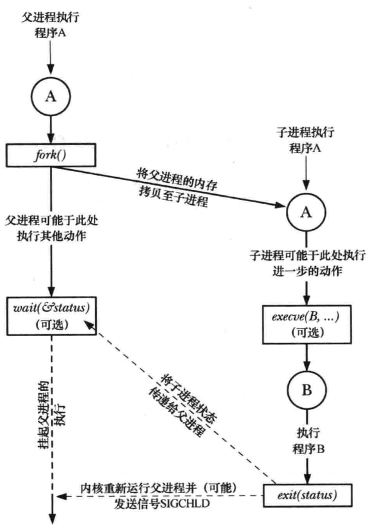 父进程执行
程序A
A
fork()
将父进程的内存
拷贝至子进程
子进程执行
程序A
A
父进程可能于此处
执行其他动作
子进程可能于此处执行
进一步的动作
wait(&status)
(可选)
execve(B, ...)
(可选)
B
将子进程状态
传递给父进程
挂起父进程的
执行
执行
程序B
内核重新运行父进程并（可能）
发送信号SIGCHLD
exit(status)